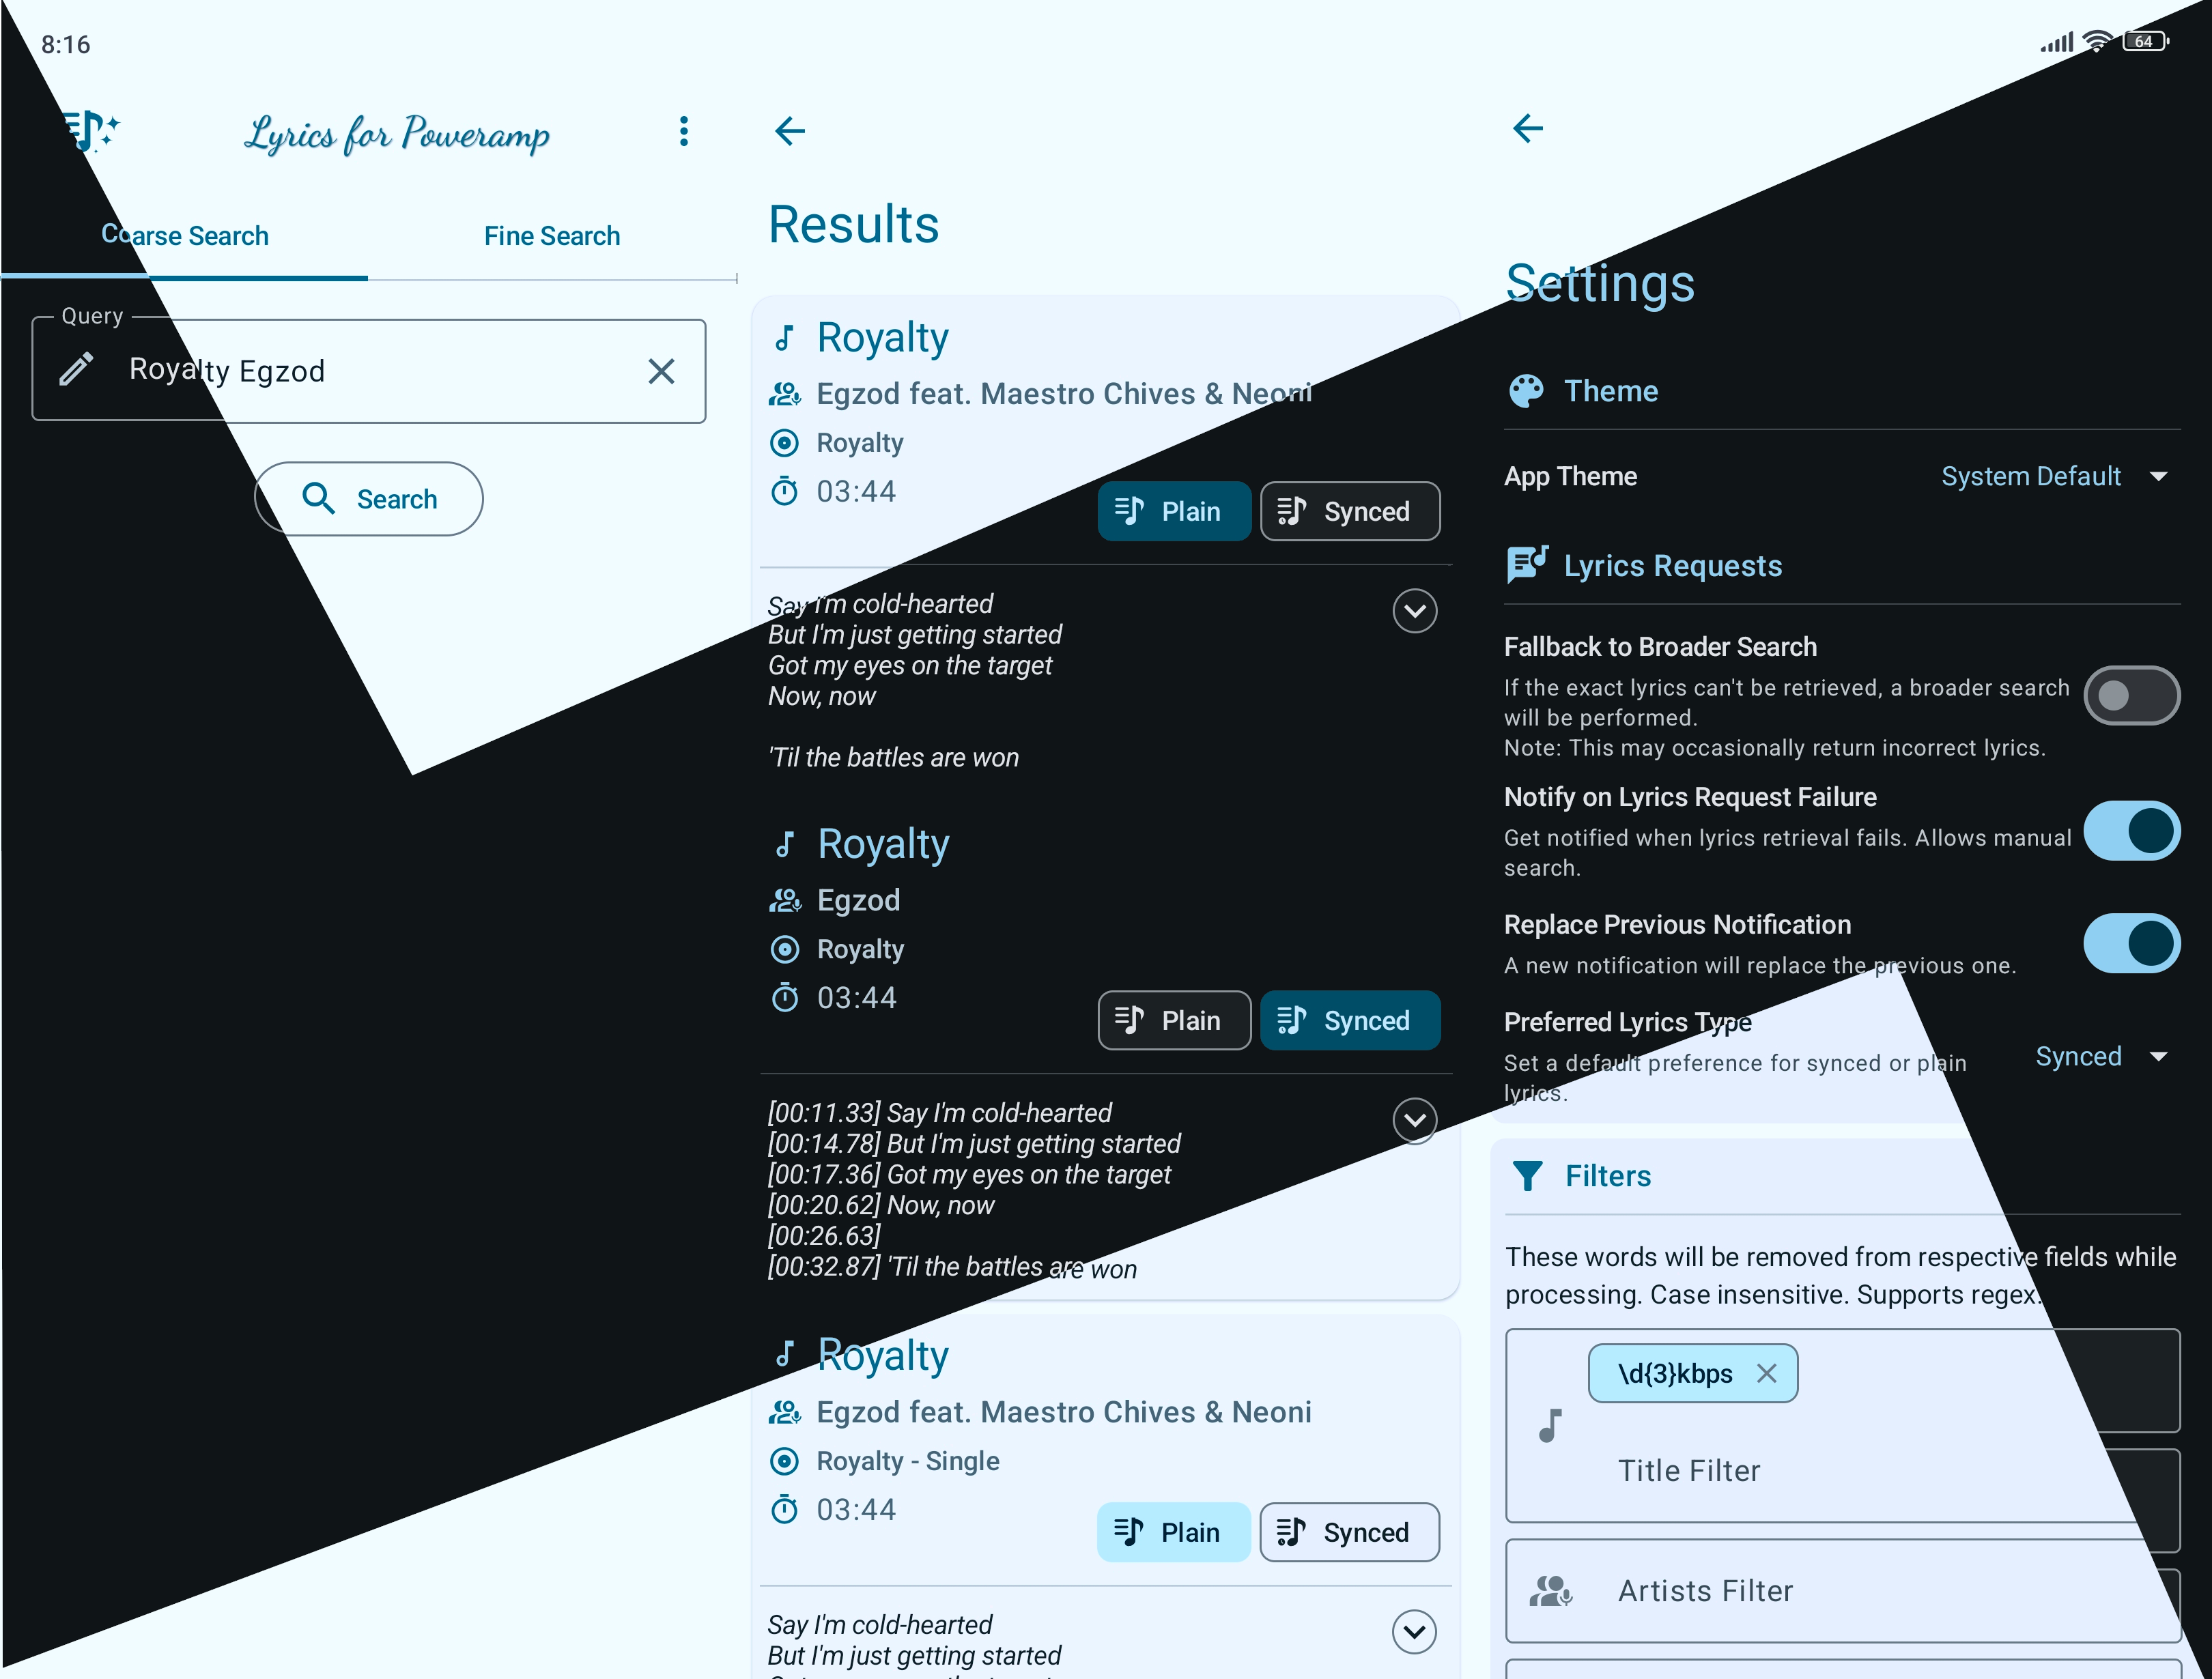 8:16
64
Lyrics for Poweramp
Coarse Search
Fine Search
Query
Royalty Egzod
Search
Results
Royalty
Egzod feat. Maestro Chives & Neoni
Royalty
03:44
Plain
Synced
Say I'm cold-hearted
But I'm just getting started
Got my eyes on the target
Now, now
'Til the battles are won
Royalty
Egzod
Royalty
03:44
Plain
Synced
[00:11.33] Say I'm cold-hearted
[00:14.78] But I'm just getting started
[00:17.36] Got my eyes on the target
[00:20.62] Now, now
[00:26.63]
[00:32.87] 'Til the battles are won
Royalty
Egzod feat. Maestro Chives & Neoni
Royalty - Single
03:44
Plain
Synced
Say I'm cold-hearted
But I'm just getting started
Settings
Theme
App Theme
System Default
Lyrics Requests
Fallback to Broader Search
If the exact lyrics can't be retrieved, a broader search
will be performed.
Note: This may occasionally return incorrect lyrics.
Notify on Lyrics Request Failure
Get notified when lyrics retrieval fails. Allows manual
search.
Replace Previous Notification
A new notification will replace the previous one.
Preferred Lyrics Type
Set a default preference for synced or plain
lyrics.
Synced
Filters
These words will be removed from respective fields while
processing. Case insensitive. Supports regex.
\d{3}kbps
Title Filter
Artists Filter